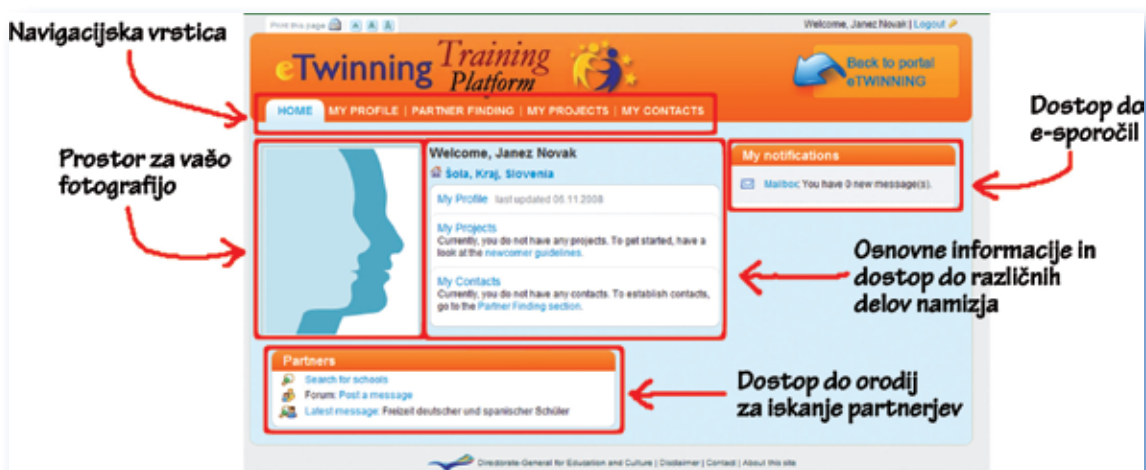 Print this page A A A
Welcome, Janez Novak | Logout
Navigacijska vrstica
eTwinning Training
Platform
Back to portal
eTWINNING
HOME MY PROFILE | PARTNER FINDING | MY PROJECTS | MY CONTACTS
Dostop do
e-sporočil
Prostor za vašo
fotografijo
Welcome, Janez Novak
Šola, Kraj, Slovenia
My Profile last updated 05.11.2008
My Projects
Currently, you do not have any projects. To get started, have a
look at the newcomer guidelines.
My Contacts
Currently, you do not have any contacts. To establish contacts,
go to the Partner Finding section.
My notifications
Mailbox: You have 0 new message(s).
Osnovne informacije in
dostop do različnih
delov namizja
Partners
Search for schools
Forum: Post a message
Latest message: Freizeit deutscher und spanischer Schüler
Dostop do orodij
za iskanje partnerjev
Directorate-General for Education and Culture | Disclaimer | Contact | About this site